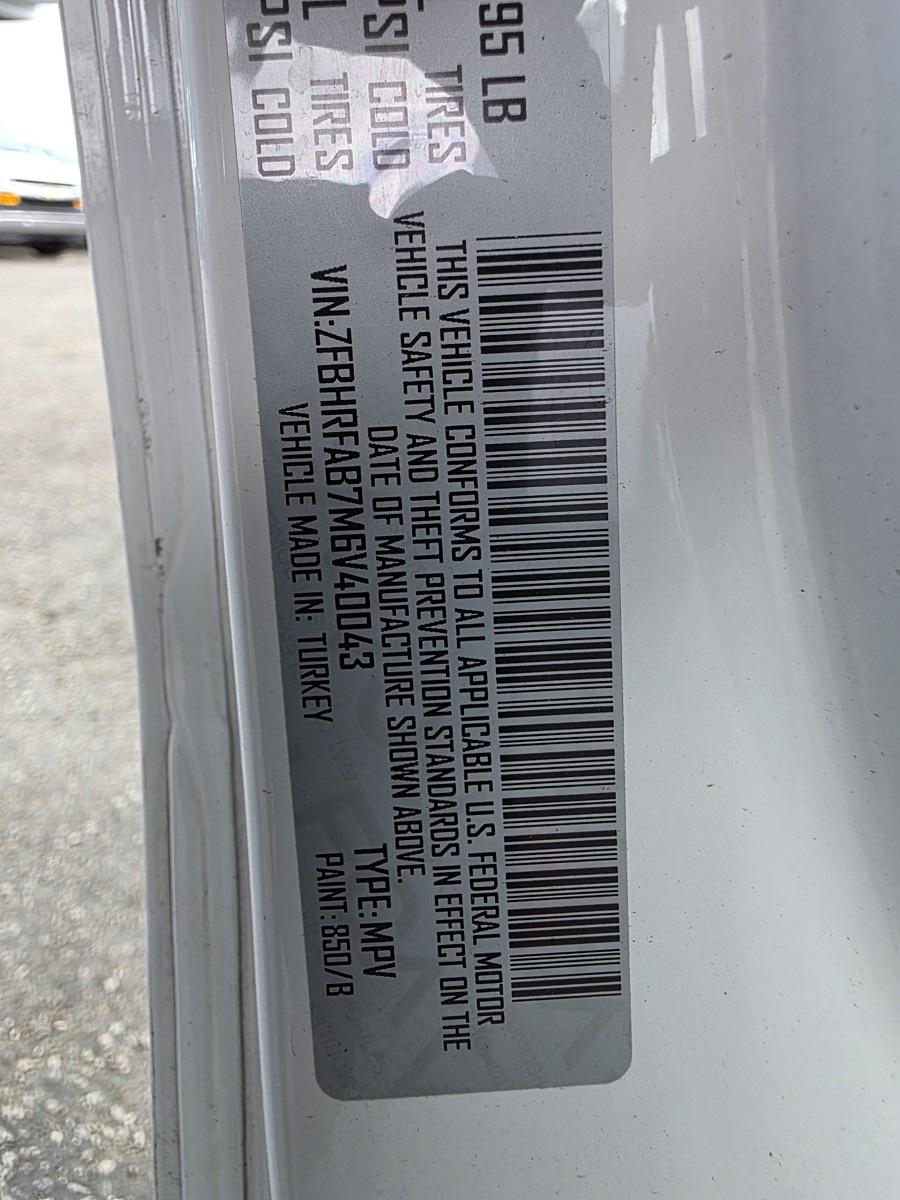 95 LB
TIRES
PSI COLD
TIRES
PSI COLD
THIS VEHICLE CONFORMS TO ALL APPLICABLE U.S. FEDERAL MOTOR
VEHICLE SAFETY AND THEFT PREVENTION STANDARDS IN EFFECT ON THE
DATE OF MANUFACTURE SHOWN ABOVE.
VIN:ZFBHRFAB7M6V40043 TYPE:MPV
VEHICLE MADE IN: TURKEY PAINT:850/B